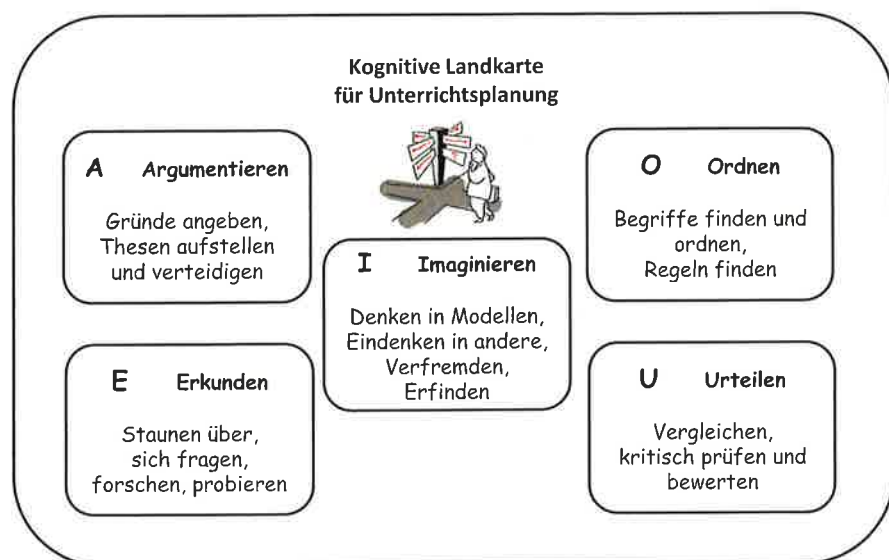 Kognitive Landkarte
für Unterrichtsplanung
A Argumentieren
Gründe angeben,
Thesen aufstellen
und verteidigen
E Erkunden
Staunen über,
sich fragen,
forschen, probieren
I Imaginieren
Denken in Modellen,
Eindenken in andere,
Verfremden,
Erfinden
O Ordnen
Begriffe finden und
ordnen,
Regeln finden
U Urteilen
Vergleichen,
kritisch prüfen und
bewerten